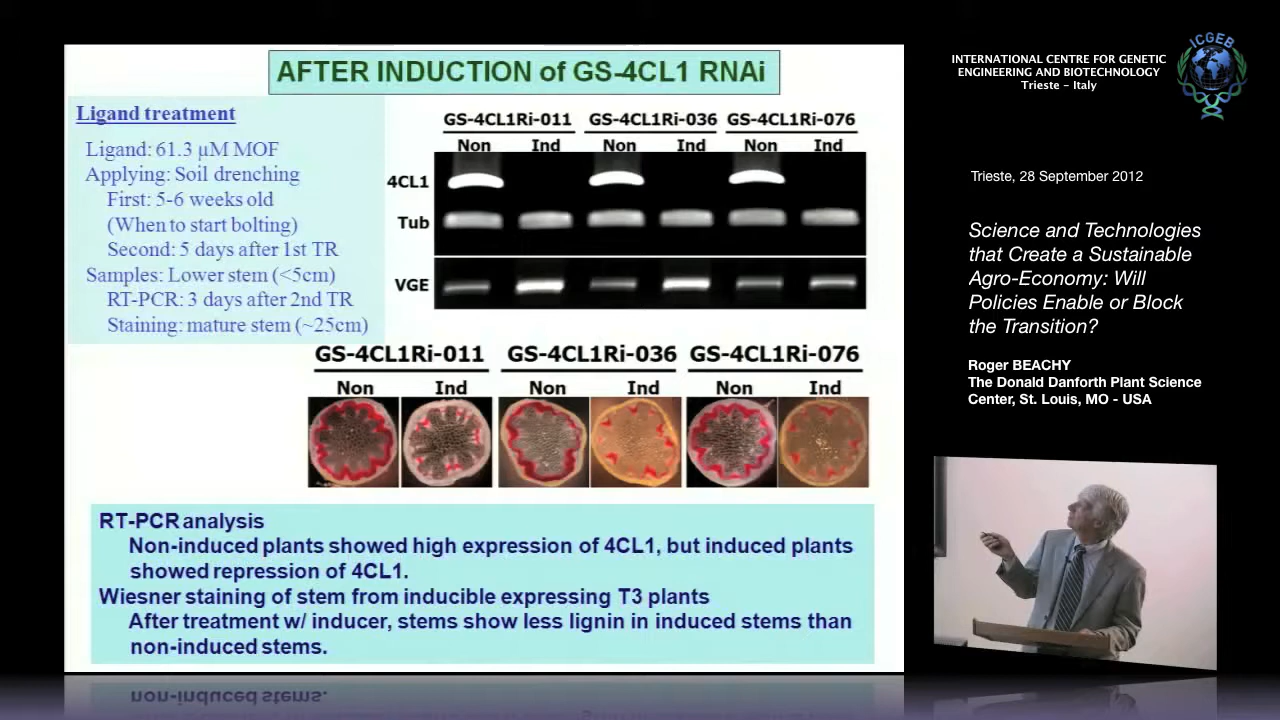 AFTER INDUCTION of GS-4CL1 RNAi
Ligand treatment
Ligand: 61.3 µM MOF
Applying: Soil drenching
First: 5-6 weeks old
(When to start bolting)
Second: 5 days after 1st TR
Samples: Lower stem (<5cm)
RT-PCR: 3 days after 2nd TR
Staining: mature stem (~25cm)
GS-4CL1Ri-011 GS-4CL1Ri-036 GS-4CL1Ri-076
Non Ind Non Ind Non Ind
4CL1
Tub
VGE
GS-4CL1Ri-011 GS-4CL1Ri-036 GS-4CL1Ri-076
Non Ind Non Ind Non Ind
RT-PCR analysis
Non-induced plants showed high expression of 4CL1, but induced plants
showed repression of 4CL1.
Wiesner staining of stem from inducible expressing T3 plants
After treatment w/ inducer, stems show less lignin in induced stems than
non-induced stems.
INTERNATIONAL CENTRE FOR GENETIC
ENGINEERING AND BIOTECHNOLOGY
Trieste - Italy
ICGEB
Trieste, 28 September 2012
Science and Technologies
that Create a Sustainable
Agro-Economy: Will
Policies Enable or Block
the Transition?
Roger BEACHY
The Donald Danforth Plant Science
Center, St. Louis, MO - USA